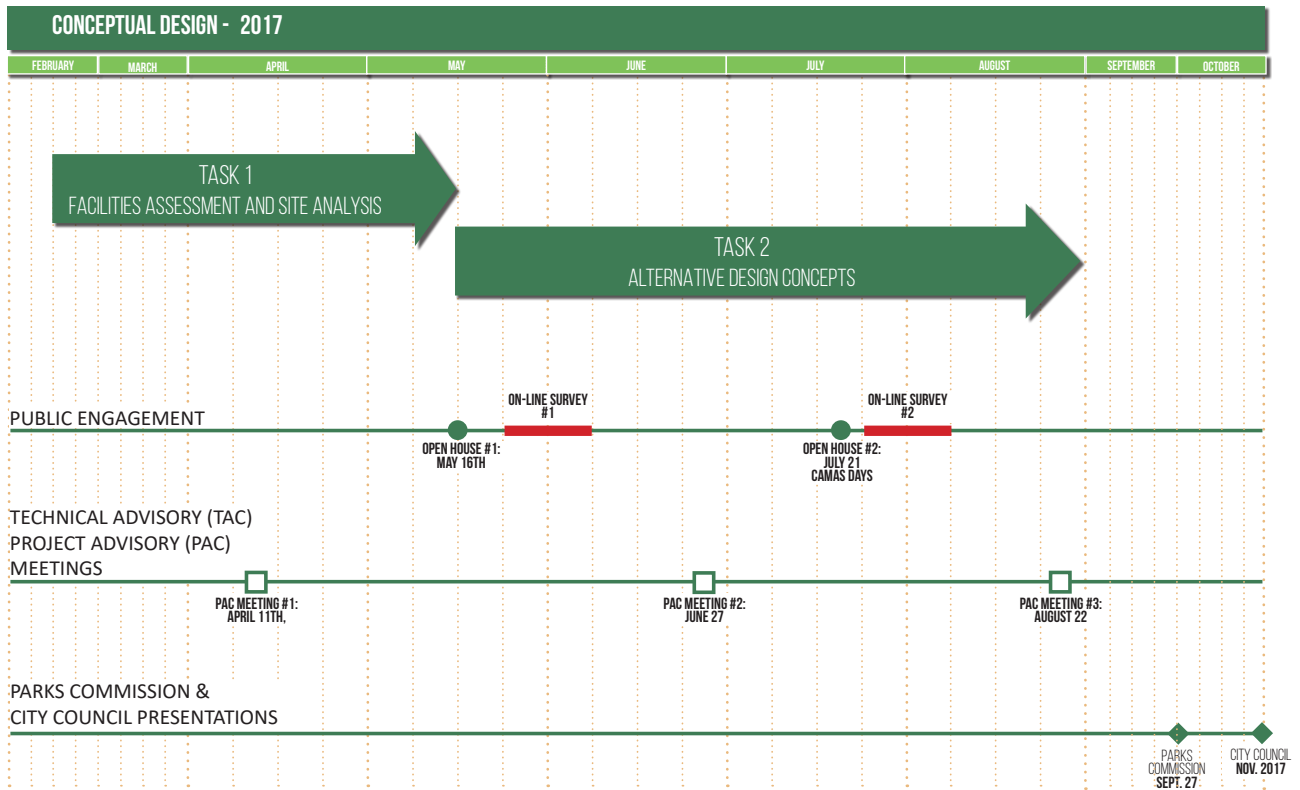 CONCEPTUAL DESIGN - 2017
FEBRUARY MARCH APRIL MAY JUNE JULY AUGUST SEPTEMBER OCTOBER
TASK 1
FACILITIES ASSESSMENT AND SITE ANALYSIS
TASK 2
ALTERNATIVE DESIGN CONCEPTS
PUBLIC ENGAGEMENT
ON-LINE SURVEY
#1
OPEN HOUSE #1:
MAY 16TH
ON-LINE SURVEY
#2
OPEN HOUSE #2:
JULY 21
CAMAS DAYS
TECHNICAL ADVISORY (TAC)
PROJECT ADVISORY (PAC)
MEETINGS
PAC MEETING #1:
APRIL 11TH,
PAC MEETING #2:
JUNE 27
PAC MEETING #3:
AUGUST 22
PARKS COMMISSION &
CITY COUNCIL PRESENTATIONS
PARKS
COMMISSION
SEPT. 27
CITY COUNCIL
NOV. 2017